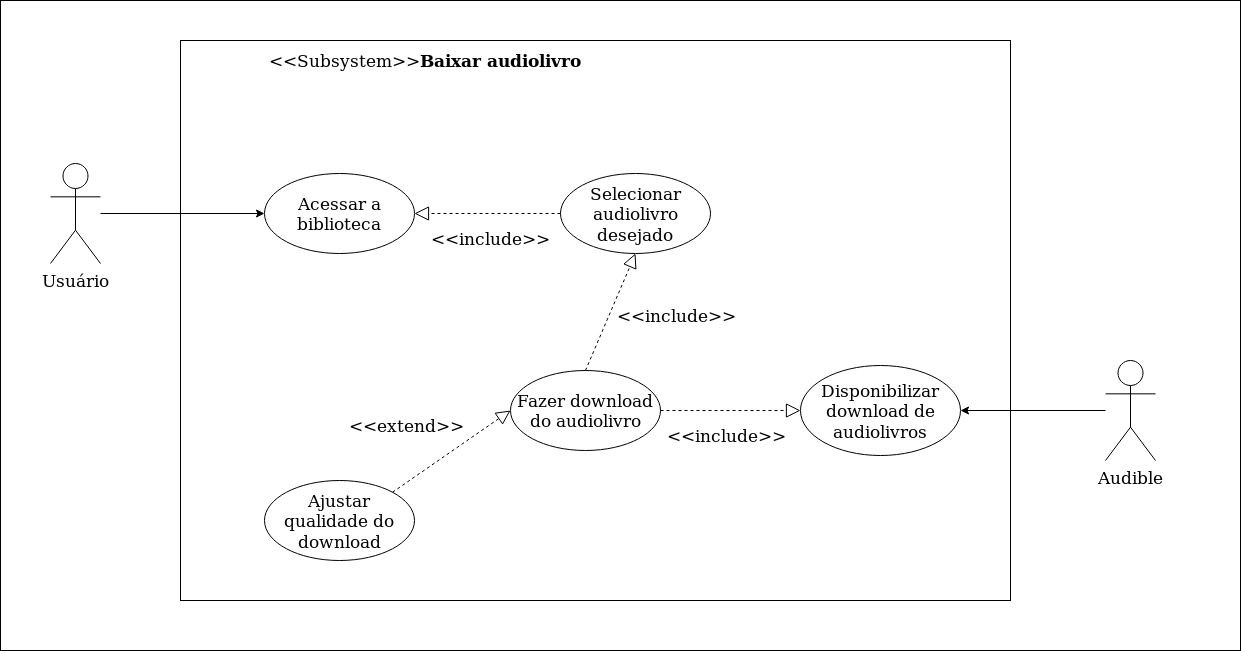 <<Subsystem>>Baixar audiolivro
Usuário
Acessar a
biblioteca
<<include>>
Selecionar
audiolivro
desejado
<<include>>
Fazer download
do audiolivro
<<include>>
Disponibilizar
download de
audiolivros
Audible
<<extend>>
Ajustar
qualidade do
download